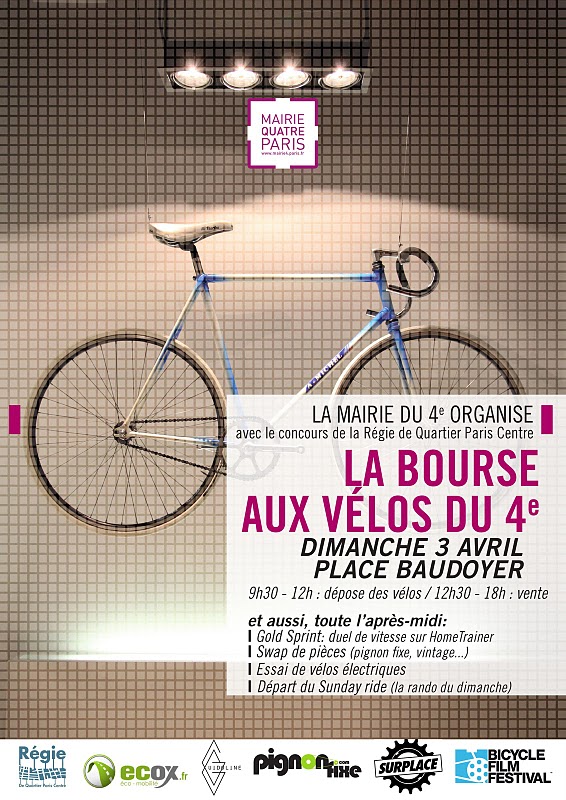 MAIRIE
QUATRE
PARIS
www.mairie4.paris.fr
LA MAIRIE DU 4e ORGANISE
avec le concours de la Régie de Quartier Paris Centre
LA BOURSE
AUX VÉLOS DU 4e
DIMANCHE 3 AVRIL
PLACE BAUDOYER
9h30 - 12h : dépose des vélos / 12h30 - 18h : vente
et aussi, toute l'après-midi:
Gold Sprint: duel de vitesse sur HomeTrainer
Swap de pièces (pignon fixe, vintage...)
Essai de vélos électriques
Départ du Sunday ride (la rando du dimanche)
Régie
De Quartier Paris Centre
ecox.fr
éco - mobilité
GUIDOLINE
pignon
.com
fixe
SURPLACE
BICYCLE
FILM
FESTIVAL